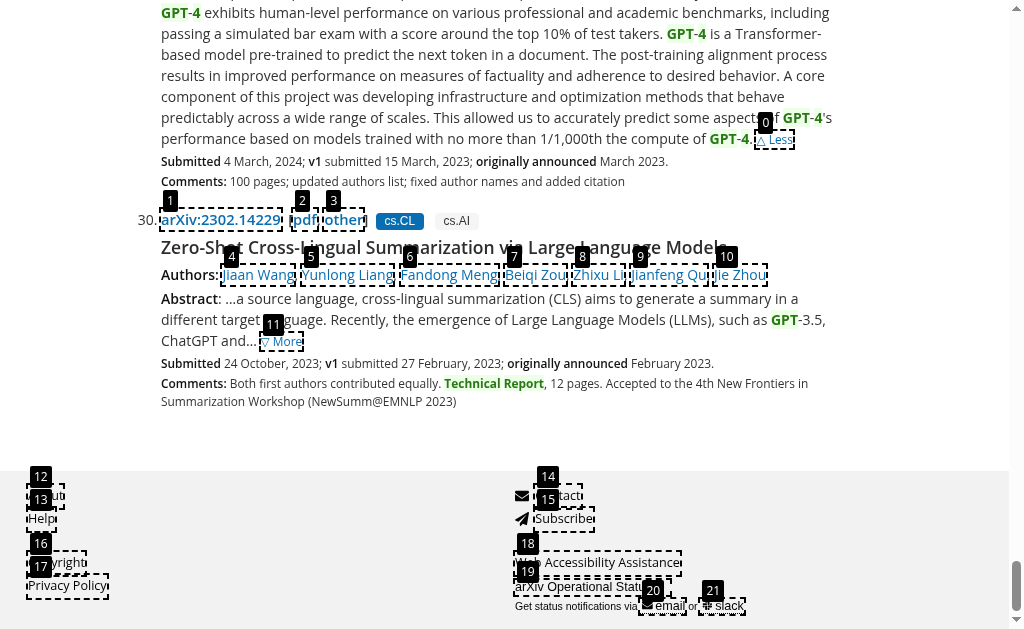 GPT-4 exhibits human-level performance on various professional and academic benchmarks, including
passing a simulated bar exam with a score around the top 10% of test takers. GPT-4 is a Transformer-
based model pre-trained to predict the next token in a document. The post-training alignment process
results in improved performance on measures of factuality and adherence to desired behavior. A core
component of this project was developing infrastructure and optimization methods that behave
predictably across a wide range of scales. This allowed us to accurately predict some aspects of GPT-4's
0
performance based on models trained with no more than 1/1,000th the compute of GPT-4. △ Less
Submitted 4 March, 2024; v1 submitted 15 March, 2023; originally announced March 2023.
Comments: 100 pages; updated authors list; fixed author names and added citation
1 2 3
30. arXiv:2302.14229 [pdf, other] cs.CL cs.AI
Zero-Shot Cross-Lingual Summarization via Large Language Models
4 5 6 7 8 9 10
Authors: Jiaan Wang, Yunlong Liang, Fandong Meng, Beiqi Zou, Zhixu Li, Jianfeng Qu, Jie Zhou
Abstract: …a source language, cross-lingual summarization (CLS) aims to generate a summary in a
different target language. Recently, the emergence of Large Language Models (LLMs), such as GPT-3.5,
11
ChatGPT and… ▽ More
Submitted 24 October, 2023; v1 submitted 27 February, 2023; originally announced February 2023.
Comments: Both first authors contributed equally. Technical Report, 12 pages. Accepted to the 4th New Frontiers in
Summarization Workshop (NewSumm@EMNLP 2023)
12 14
About Contact
13 15
Help Subscribe
16 18
Copyright Web Accessibility Assistance
17 19
Privacy Policy arXiv Operational Status
20 21
Get status notifications via email or slack